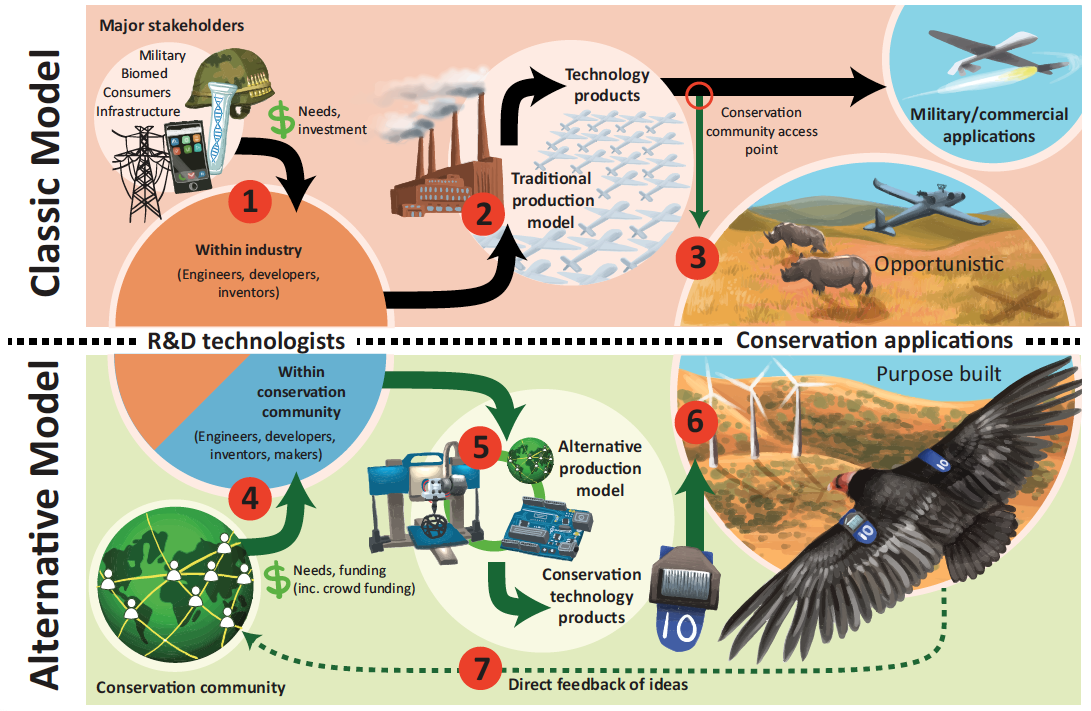 Classic Model
Major stakeholders
Military
Biomed
Consumers
Infrastructure
$ Needs,
investment
1
Within industry
(Engineers, developers,
inventors)
2
Traditional
production
model
Technology
products
Conservation
community access
point
Military/commercial
applications
3
Opportunistic
R&D technologists
Conservation applications
Alternative Model
Within
conservation
community
(Engineers, developers,
inventors, makers)
4
$ Needs, funding
(inc. crowd funding)
Conservation community
5
Alternative
production
model
Conservation
technology
products
10
6
Purpose built
10
10
7
Direct feedback of ideas